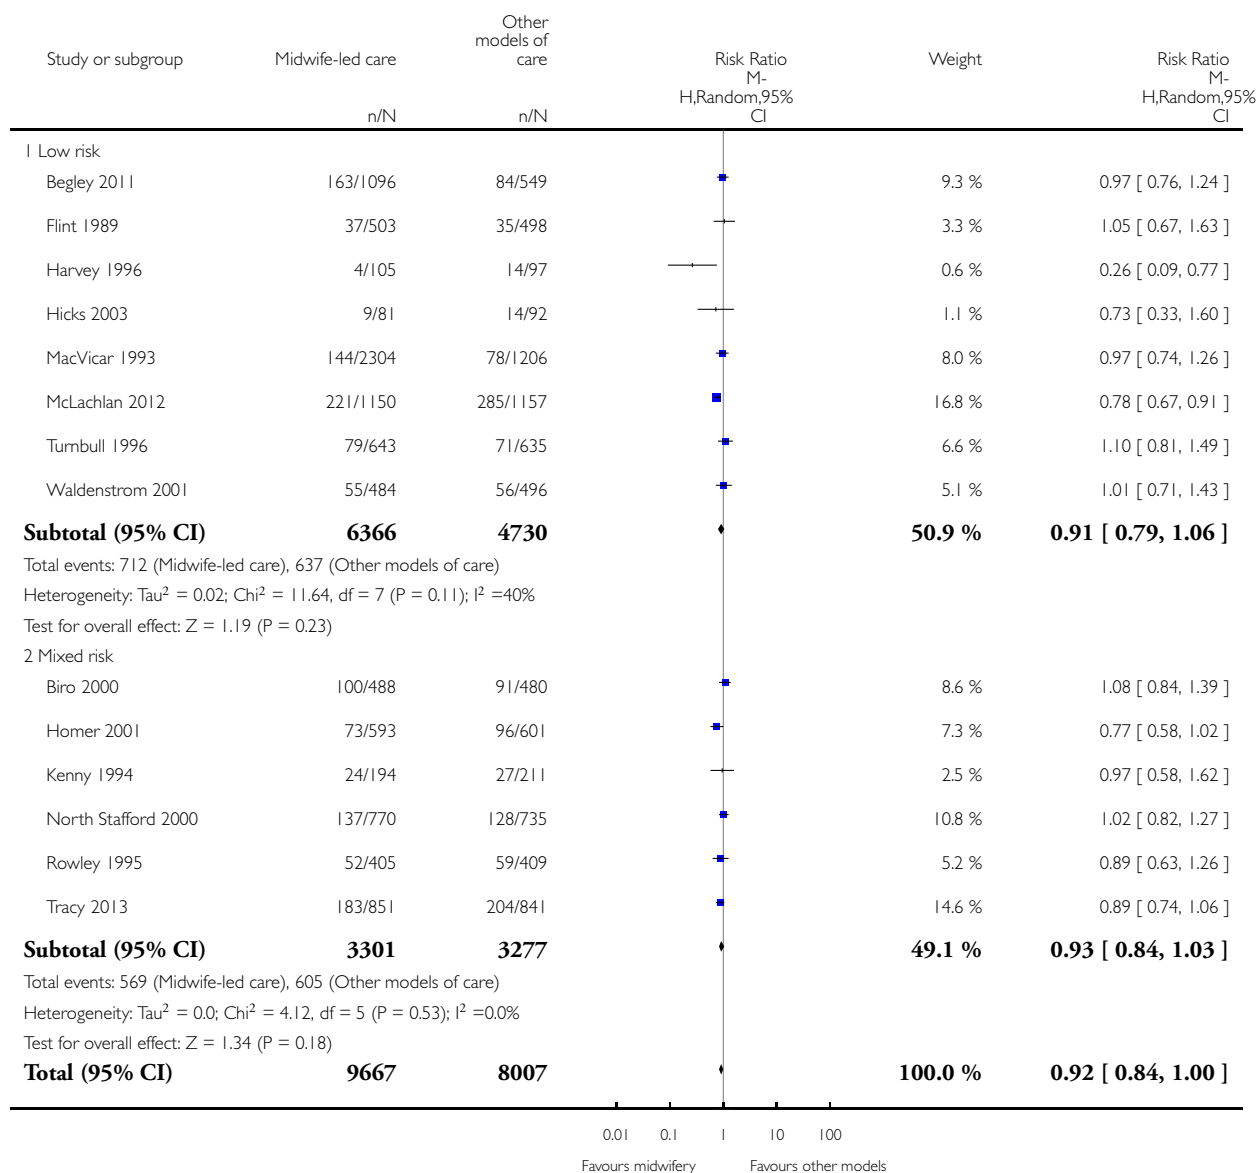 Study or subgroup Midwife-led care Other models of care Risk Ratio Weight Risk Ratio
n/N n/N M-H,Random,95% CI M-H,Random,95% CI
1 Low risk
Begley 2011 163/1096 84/549 9.3 % 0.97 [ 0.76, 1.24 ]
Flint 1989 37/503 35/498 3.3 % 1.05 [ 0.67, 1.63 ]
Harvey 1996 4/105 14/97 0.6 % 0.26 [ 0.09, 0.77 ]
Hicks 2003 9/81 14/92 1.1 % 0.73 [ 0.33, 1.60 ]
MacVicar 1993 144/2304 78/1206 8.0 % 0.97 [ 0.74, 1.26 ]
McLachlan 2012 221/1150 285/1157 16.8 % 0.78 [ 0.67, 0.91 ]
Turnbull 1996 79/643 71/635 6.6 % 1.10 [ 0.81, 1.49 ]
Waldenstrom 2001 55/484 56/496 5.1 % 1.01 [ 0.71, 1.43 ]
Subtotal (95% CI) 6366 4730 50.9 % 0.91 [ 0.79, 1.06 ]
Total events: 712 (Midwife-led care), 637 (Other models of care)
Heterogeneity: Tau² = 0.02; Chi² = 11.64, df = 7 (P = 0.11); I² =40%
Test for overall effect: Z = 1.19 (P = 0.23)
2 Mixed risk
Biro 2000 100/488 91/480 8.6 % 1.08 [ 0.84, 1.39 ]
Homer 2001 73/593 96/601 7.3 % 0.77 [ 0.58, 1.02 ]
Kenny 1994 24/194 27/211 2.5 % 0.97 [ 0.58, 1.62 ]
North Stafford 2000 137/770 128/735 10.8 % 1.02 [ 0.82, 1.27 ]
Rowley 1995 52/405 59/409 5.2 % 0.89 [ 0.63, 1.26 ]
Tracy 2013 183/851 204/841 14.6 % 0.89 [ 0.74, 1.06 ]
Subtotal (95% CI) 3301 3277 49.1 % 0.93 [ 0.84, 1.03 ]
Total events: 569 (Midwife-led care), 605 (Other models of care)
Heterogeneity: Tau² = 0.0; Chi² = 4.12, df = 5 (P = 0.53); I² =0.0%
Test for overall effect: Z = 1.34 (P = 0.18)
Total (95% CI) 9667 8007 100.0 % 0.92 [ 0.84, 1.00 ]
0.01 0.1 1 10 100
Favours midwifery Favours other models